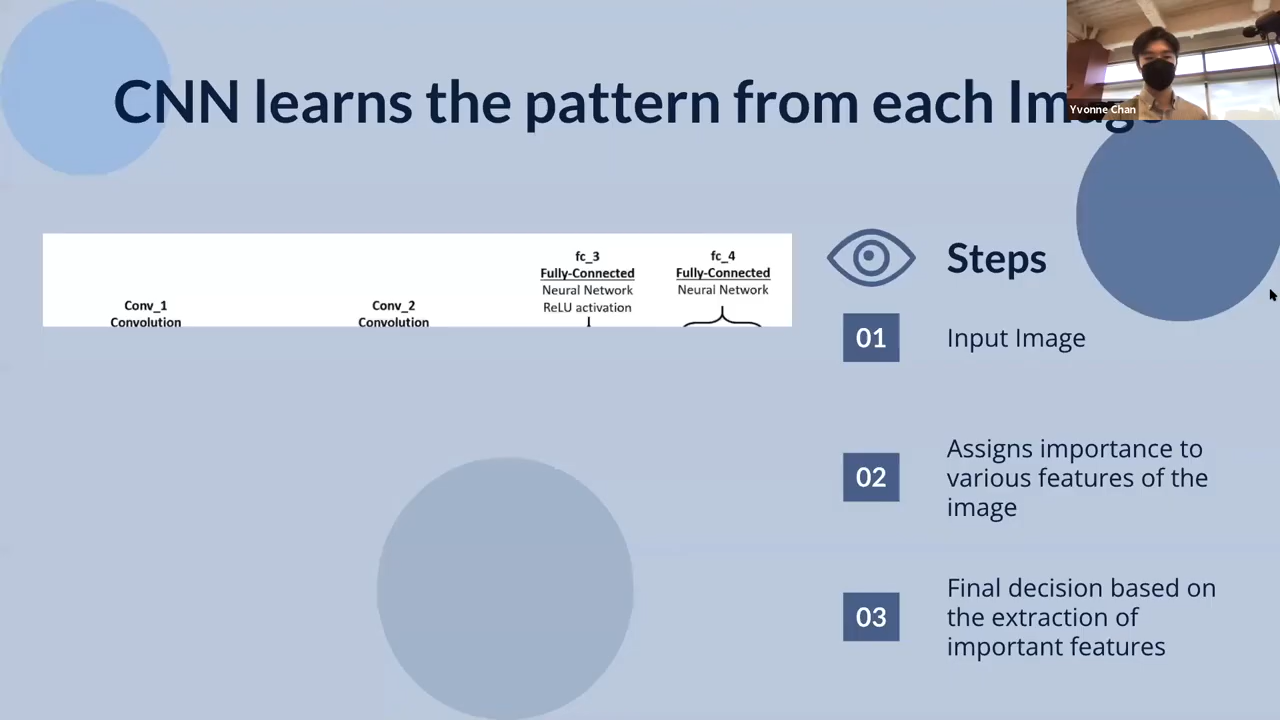 CNN learns the pattern from each Image
Yvonne Chan
fc_3
Fully-Connected
Neural Network
ReLU activation
fc_4
Fully-Connected
Neural Network
Conv_1
Convolution
Conv_2
Convolution
Steps
01
Input Image
02
Assigns importance to
various features of the
image
03
Final decision based on
the extraction of
important features